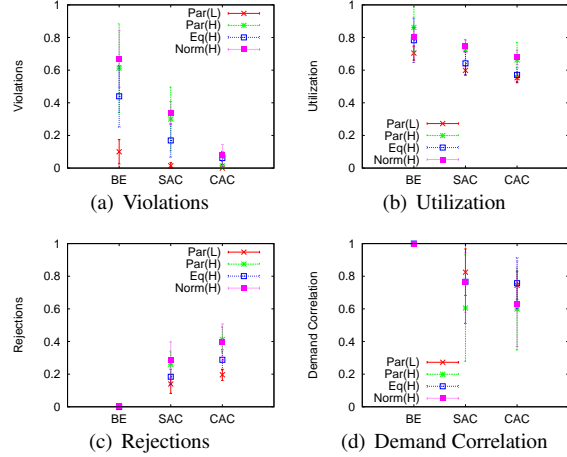 Violations
1
0.8
0.6
0.4
0.2
0
BE
SAC
CAC
Par(L)
Par(H)
Eq(H)
Norm(H)
(a) Violations
Utilization
1
0.8
0.6
0.4
0.2
0
BE
SAC
CAC
Par(L)
Par(H)
Eq(H)
Norm(H)
(b) Utilization
Rejections
1
0.8
0.6
0.4
0.2
0
BE
SAC
CAC
Par(L)
Par(H)
Eq(H)
Norm(H)
(c) Rejections
Demand Correlation
1
0.8
0.6
0.4
0.2
0
BE
SAC
CAC
Par(L)
Par(H)
Eq(H)
Norm(H)
(d) Demand Correlation